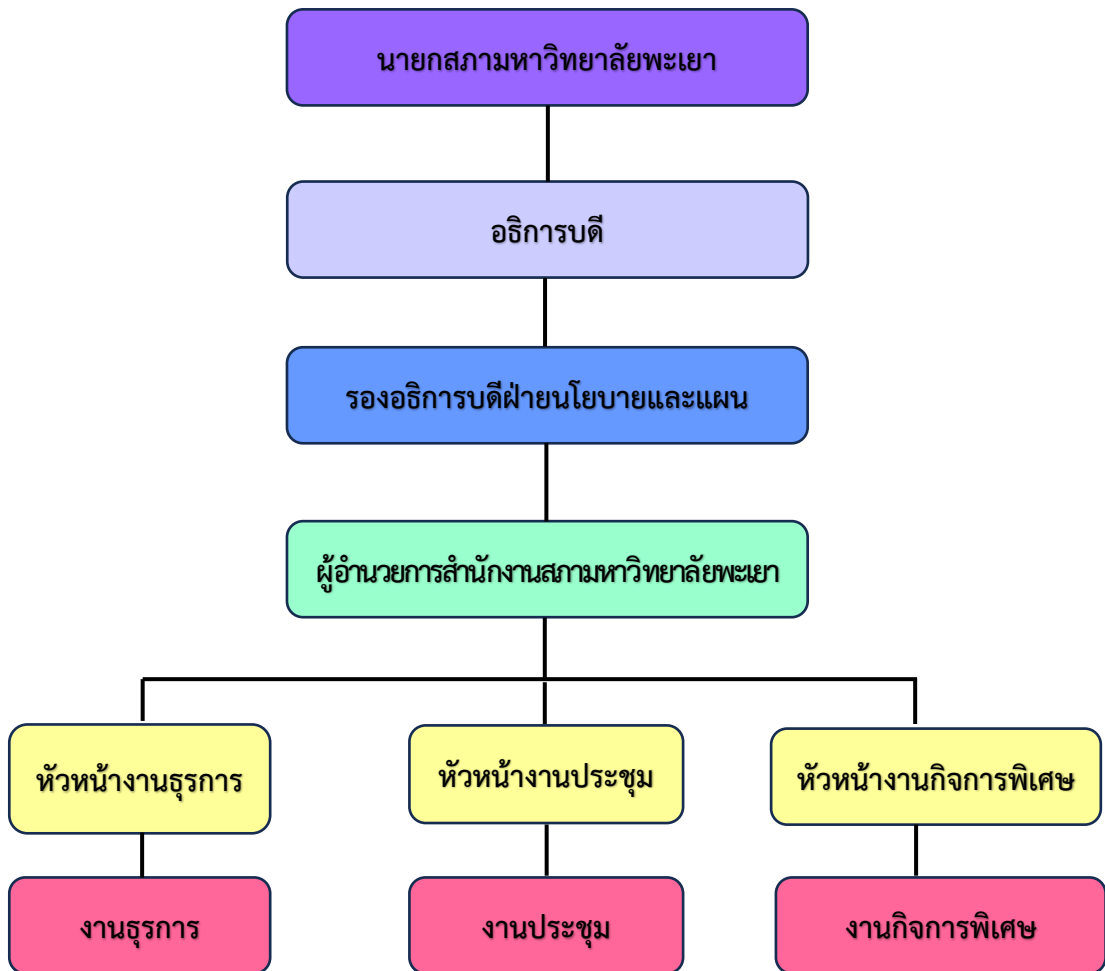 นายกสภามหาวิทยาลัยพะเยา
อธิการบดี
รองอธิการบดีฝ่ายนโยบายและแผน
ผู้อำนวยการสำนักงานสภามหาวิทยาลัยพะเยา
หัวหน้างานธุรการ
หัวหน้างานประชุม
หัวหน้างานกิจการพิเศษ
งานธุรการ
งานประชุม
งานกิจการพิเศษ